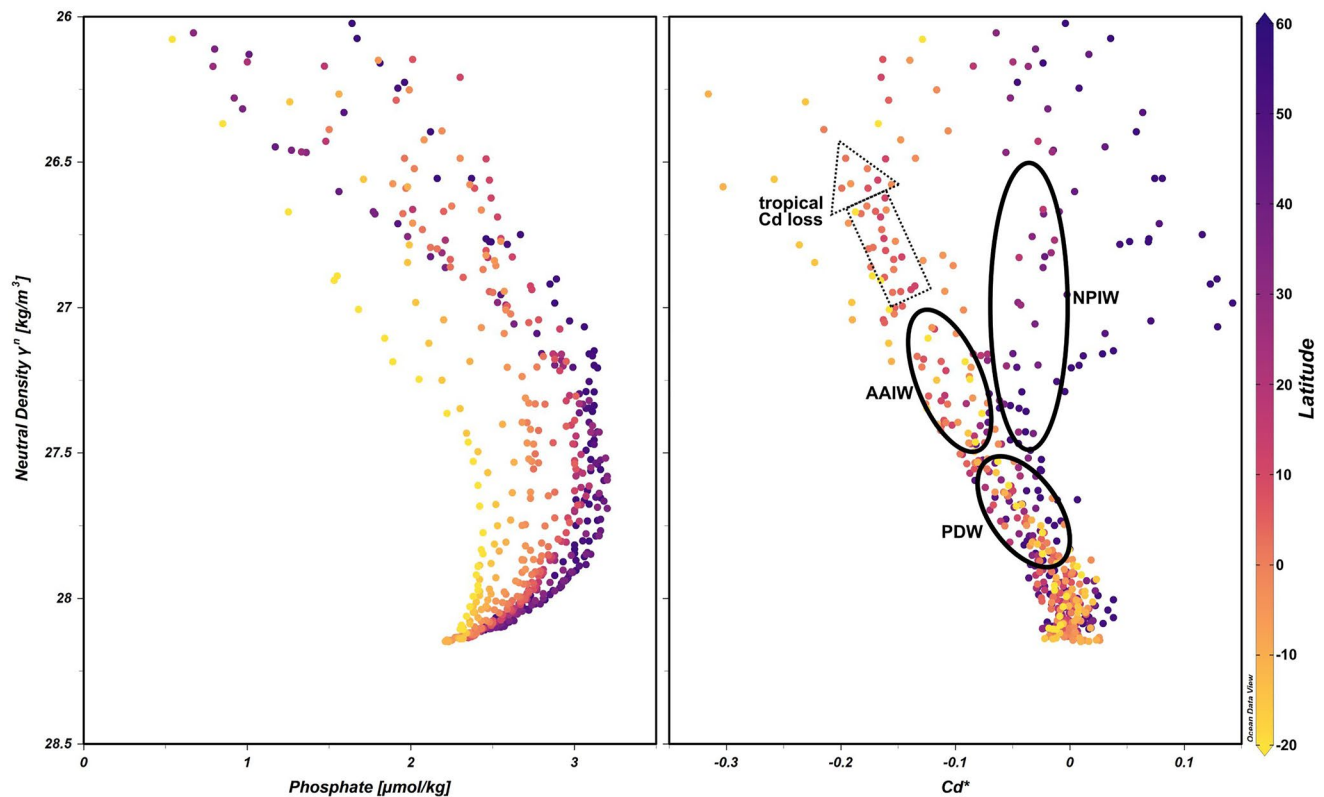 26
26.5
27
27.5
28
28.5
Neutral Density γⁿ [kg/m³]
0
1
2
3
Phosphate [μmol/kg]
tropical
Cd loss
NPIW
AAIW
PDW
-0.3
-0.2
-0.1
0
0.1
Cd*
Ocean Data View
60
50
40
30
20
10
0
-10
-20
Latitude